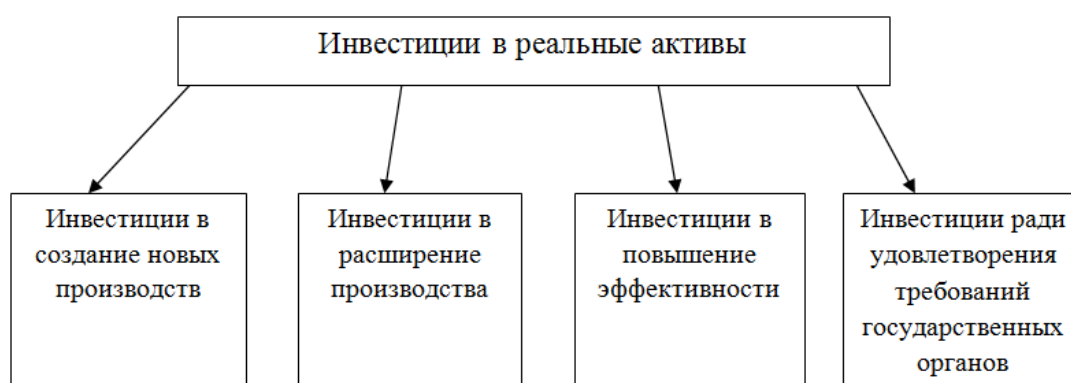 Инвестиции в реальные активы
Инвестиции в
создание новых
производств
Инвестиции в
расширение
производства
Инвестиции в
повышение
эффективности
Инвестиции ради
удовлетворения
требований
государственных
органов